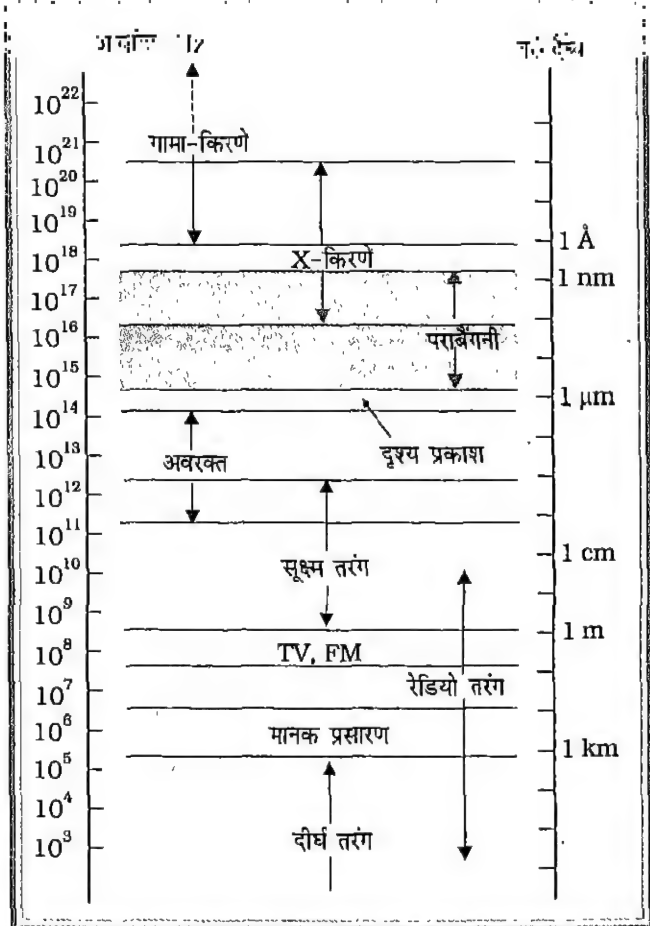 Hz
10²²
10²¹
गामा-किरणे
10²⁰
10¹⁹
1 Å
10¹⁸
X-किरणे
1 nm
10¹⁷
10¹⁶
पराबैंगनी
10¹⁵
1 μm
10¹⁴
दृश्य प्रकाश
10¹³
अवरक्त
10¹²
10¹¹
1 cm
10¹⁰
सूक्ष्म तरंग
10⁹
1 m
10⁸
TV, FM
रेडियो तरंग
10⁷
10⁶
मानक प्रसारण
1 km
10⁵
10⁴
दीर्घ तरंग
10³